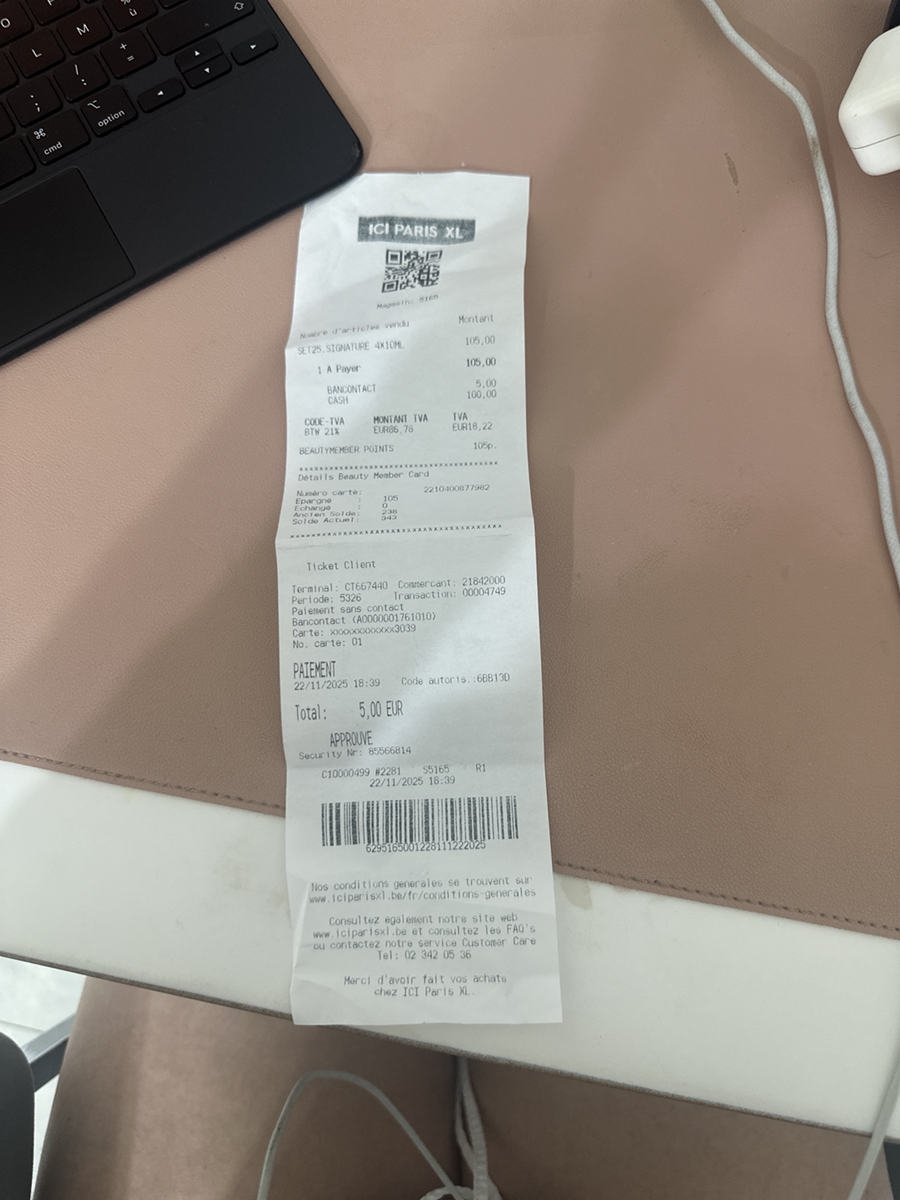 O
L
M
ù
+
=
:
;
/
option
cmd
ICI PARIS XL
Magasin: 5165
Nombre d'articles vendu Montant
SET25.SIGNATURE 4X10ML 105,00
1 A Payer 105,00
BANCONTACT 5,00
CASH 100,00
CODE-TVA MONTANT TVA TVA
BTW 21% EUR86,78 EUR18,22
BEAUTYMEMBER POINTS 105p.
Détails Beauty Member Card
Numéro carte: 2210400877982
Epargne : 105
Echange : 0
Ancien Solde: 238
Solde Actuel: 343
Ticket Client
Terminal: CT667440 Commercant: 21842000
Periode: 5326 Transaction: 00004749
Paiement sans contact
Bancontact (A0000001761010)
Carte: xxxxxxxxxxxx3039
No. carte: 01
PAIEMENT
22/11/2025 18:39 Code autoris.:6BB13D
Total: 5,00 EUR
APPROUVE
Security Nr: 85566814
C10000499 #2281 S5165 R1
22/11/2025 18:39
6295165001228111222025
Nos conditions generales se trouvent sur
www.iciparisxl.be/fr/conditions-generales
Consultez egalement notre site web
www.iciparisxl.be et consultez les FAQ's
ou contactez notre service Customer Care
Tel: 02 342 05 36
Merci d'avoir fait vos achats
chez ICI Paris XL.